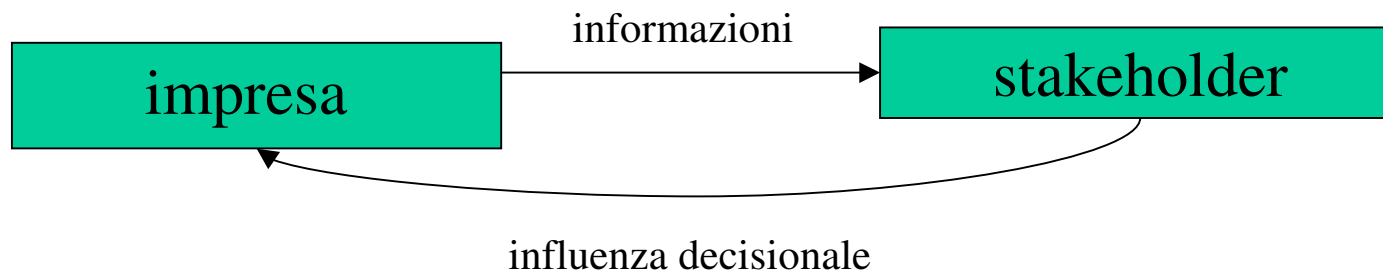 informazioni
impresa
stakeholder
influenza decisionale